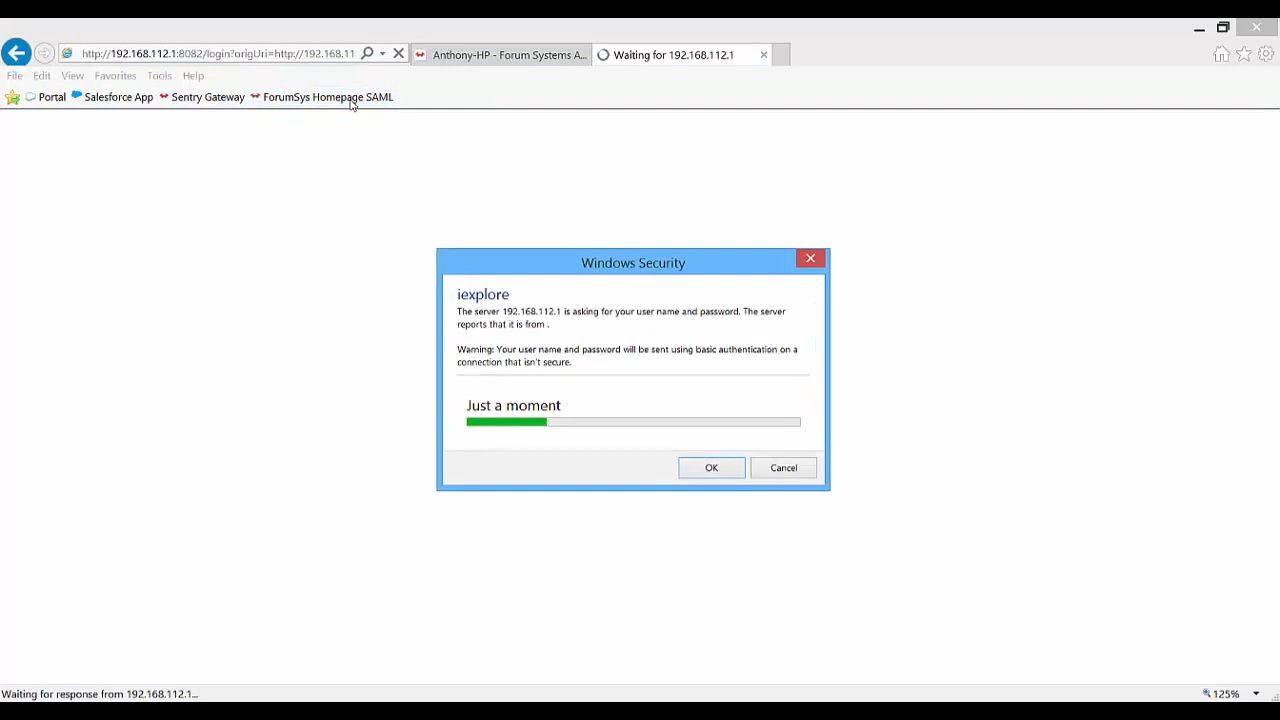 http://192.168.112.1:8082/login?origUri=http://192.168.11
Anthony-HP - Forum Systems A...
Waiting for 192.168.112.1
File Edit View Favorites Tools Help
Portal Salesforce App Sentry Gateway ForumSys Homepage SAML
Windows Security
iexplore
The server 192.168.112.1 is asking for your user name and password. The server
reports that it is from .
Warning: Your user name and password will be sent using basic authentication on a
connection that isn't secure.
Just a moment
OK Cancel
Waiting for response from 192.168.112.1...
125%